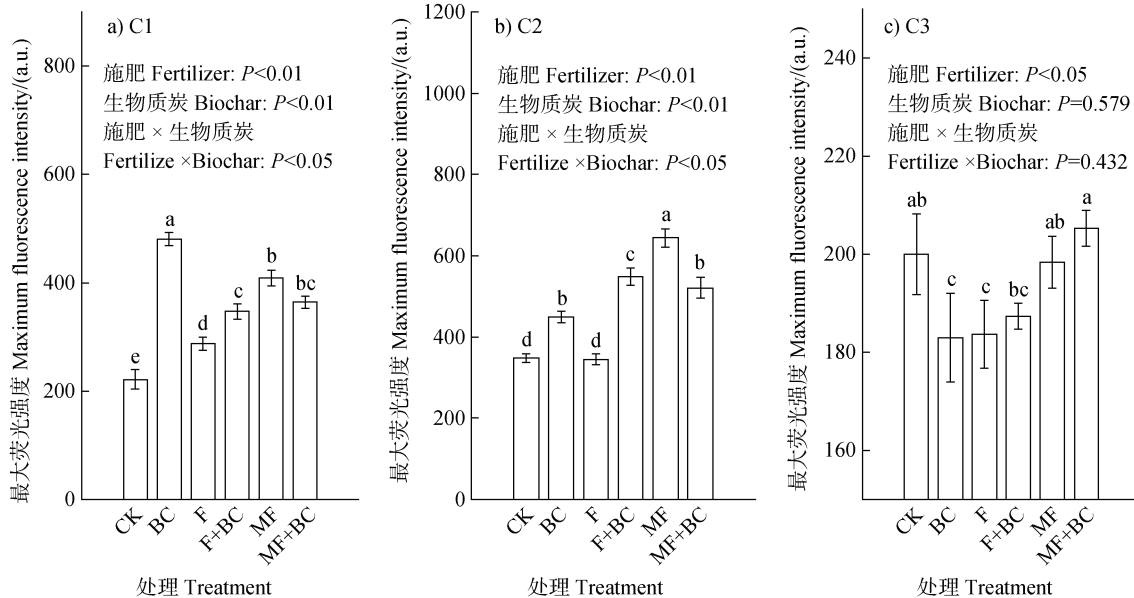 a) C1
施肥 Fertilizer: P<0.01
生物质炭 Biochar: P<0.01
施肥 × 生物质炭
Fertilize ×Biochar: P<0.05
最大荧光强度 Maximum fluorescence intensity/(a.u.)
800
600
400
200
0
e
a
d
c
b
bc
CK
BC
F
F+BC
MF
MF+BC
处理 Treatment
b) C2
施肥 Fertilizer: P<0.01
生物质炭 Biochar: P<0.01
施肥 × 生物质炭
Fertilize ×Biochar: P<0.05
最大荧光强度 Maximum fluorescence intensity/(a.u.)
1200
1000
800
600
400
200
0
d
b
d
c
a
b
CK
BC
F
F+BC
MF
MF+BC
处理 Treatment
c) C3
施肥 Fertilizer: P<0.05
生物质炭 Biochar: P=0.579
施肥 × 生物质炭
Fertilize ×Biochar: P=0.432
最大荧光强度 Maximum fluorescence intensity/(a.u.)
240
220
200
180
160
ab
c
c
bc
ab
a
CK
BC
F
F+BC
MF
MF+BC
处理 Treatment